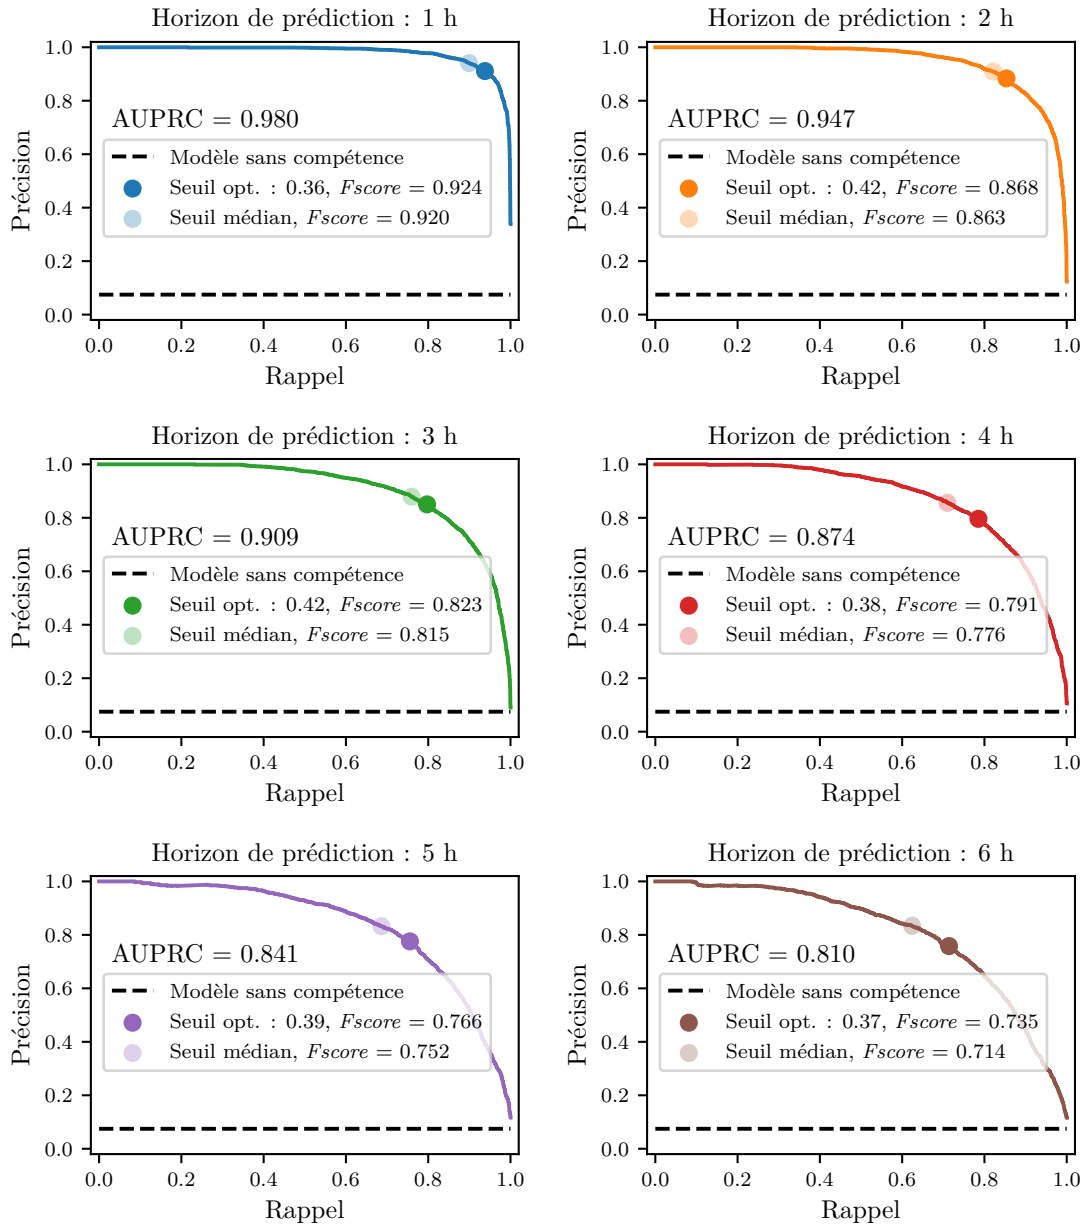 Horizon de prédiction : 1 h
1.0
0.8
0.6
0.4
0.2
0.0
Précision
AUPRC = 0.980
Modèle sans compétence
Seuil opt. : 0.36, Fscore = 0.924
Seuil médian, Fscore = 0.920
0.0 0.2 0.4 0.6 0.8 1.0
Rappel
Horizon de prédiction : 2 h
1.0
0.8
0.6
0.4
0.2
0.0
Précision
AUPRC = 0.947
Modèle sans compétence
Seuil opt. : 0.42, Fscore = 0.868
Seuil médian, Fscore = 0.863
0.0 0.2 0.4 0.6 0.8 1.0
Rappel
Horizon de prédiction : 3 h
1.0
0.8
0.6
0.4
0.2
0.0
Précision
AUPRC = 0.909
Modèle sans compétence
Seuil opt. : 0.42, Fscore = 0.823
Seuil médian, Fscore = 0.815
0.0 0.2 0.4 0.6 0.8 1.0
Rappel
Horizon de prédiction : 4 h
1.0
0.8
0.6
0.4
0.2
0.0
Précision
AUPRC = 0.874
Modèle sans compétence
Seuil opt. : 0.38, Fscore = 0.791
Seuil médian, Fscore = 0.776
0.0 0.2 0.4 0.6 0.8 1.0
Rappel
Horizon de prédiction : 5 h
1.0
0.8
0.6
0.4
0.2
0.0
Précision
AUPRC = 0.841
Modèle sans compétence
Seuil opt. : 0.39, Fscore = 0.766
Seuil médian, Fscore = 0.752
0.0 0.2 0.4 0.6 0.8 1.0
Rappel
Horizon de prédiction : 6 h
1.0
0.8
0.6
0.4
0.2
0.0
Précision
AUPRC = 0.810
Modèle sans compétence
Seuil opt. : 0.37, Fscore = 0.735
Seuil médian, Fscore = 0.714
0.0 0.2 0.4 0.6 0.8 1.0
Rappel